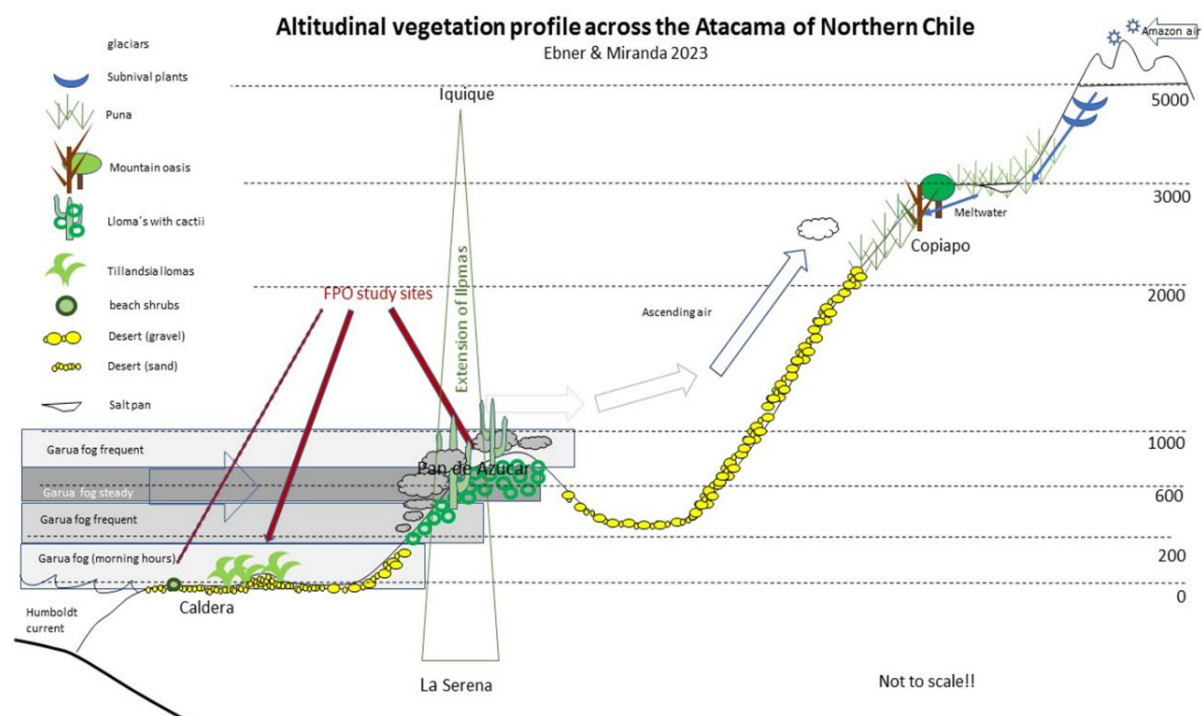 Altitudinal vegetation profile across the Atacama of Northern Chile
Ebner & Miranda 2023
glaciars
Subnival plants
Puna
Mountain oasis
Lloma´s with cactii
Tillandsia llomas
beach shrubs
Desert (gravel)
Desert (sand)
Salt pan
Iquique
Extension of llomas
La Serena
FPO study sites
Amazon air
5000
3000
2000
1000
600
200
0
Meltwater
Copiapo
Ascending air
Garua fog frequent
Garua fog steady
Garua fog frequent
Garua fog (morning hours)
Pan de Azucar
Caldera
Humboldt
current
Not to scale!!